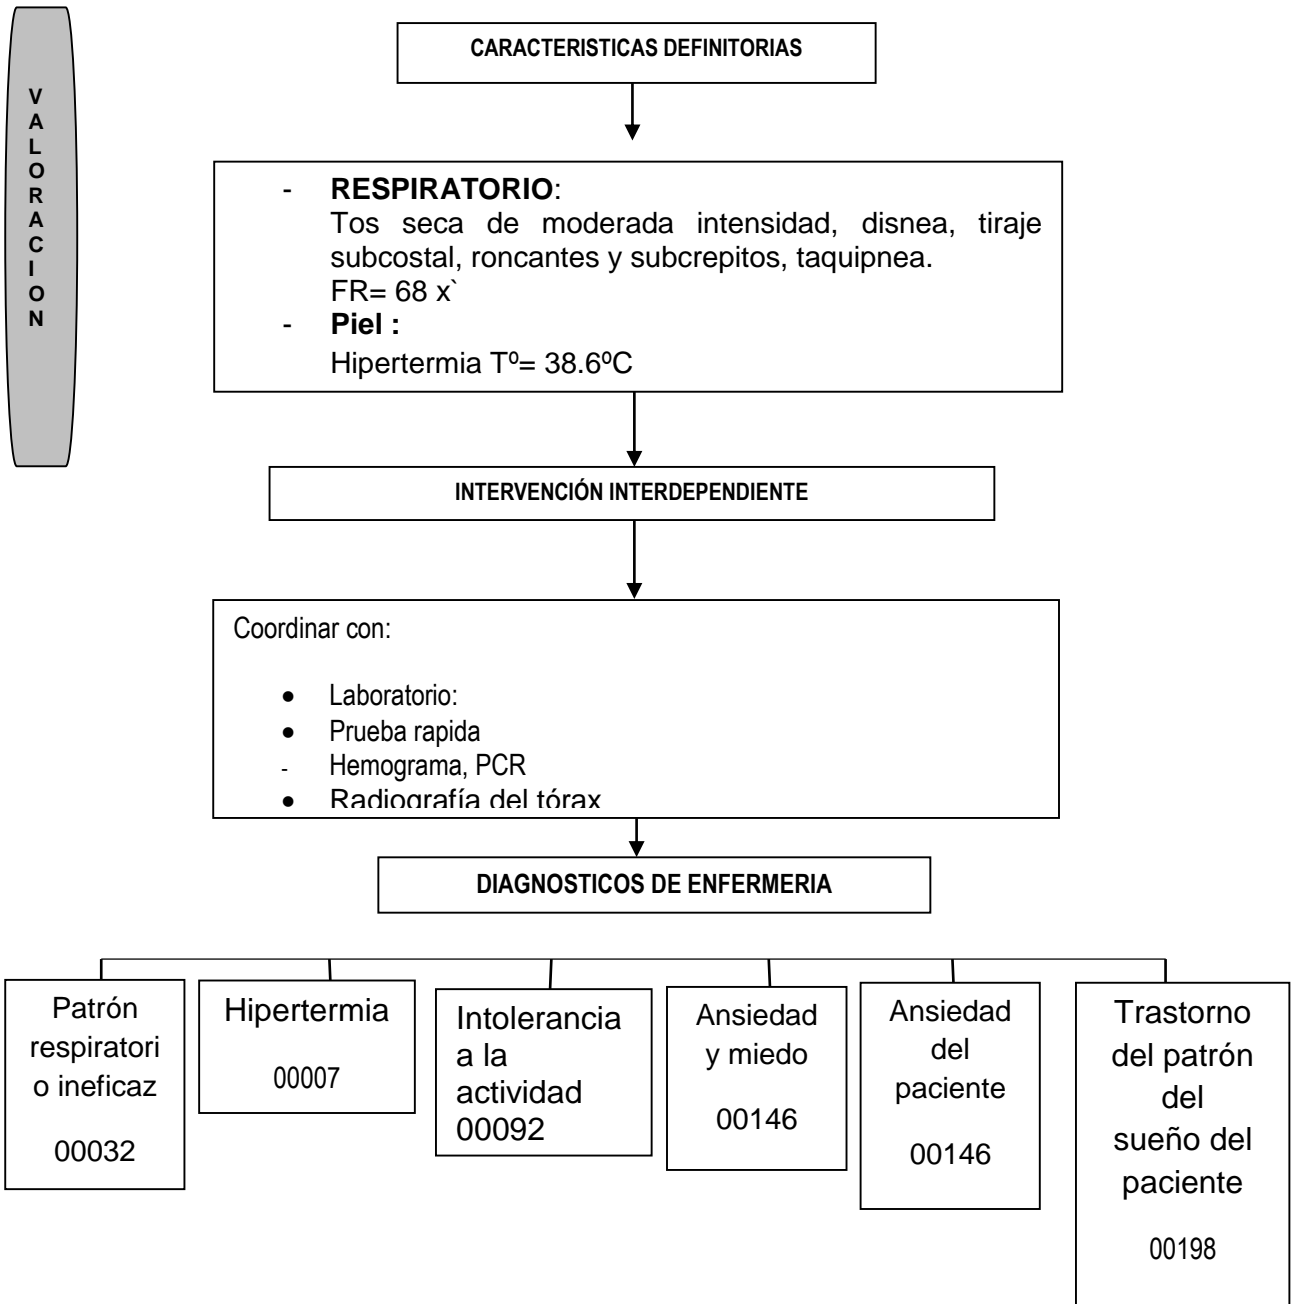 VALORACION
CARACTERISTICAS DEFINITORIAS
- RESPIRATORIO:
Tos seca de moderada intensidad, disnea, tiraje
subcostal, roncantes y subcrepitos, taquipnea.
FR= 68 x`
- Piel :
Hipertermia Tº= 38.6ºC
INTERVENCIÓN INTERDEPENDIENTE
Coordinar con:
• Laboratorio:
• Prueba rapida
- Hemograma, PCR
• Radiografía del tórax
DIAGNOSTICOS DE ENFERMERIA
Patrón
respiratori
o ineficaz
00032
Hipertermia
00007
Intolerancia
a la
actividad
00092
Ansiedad
y miedo
00146
Ansiedad
del
paciente
00146
Trastorno
del patrón
del
sueño del
paciente
00198